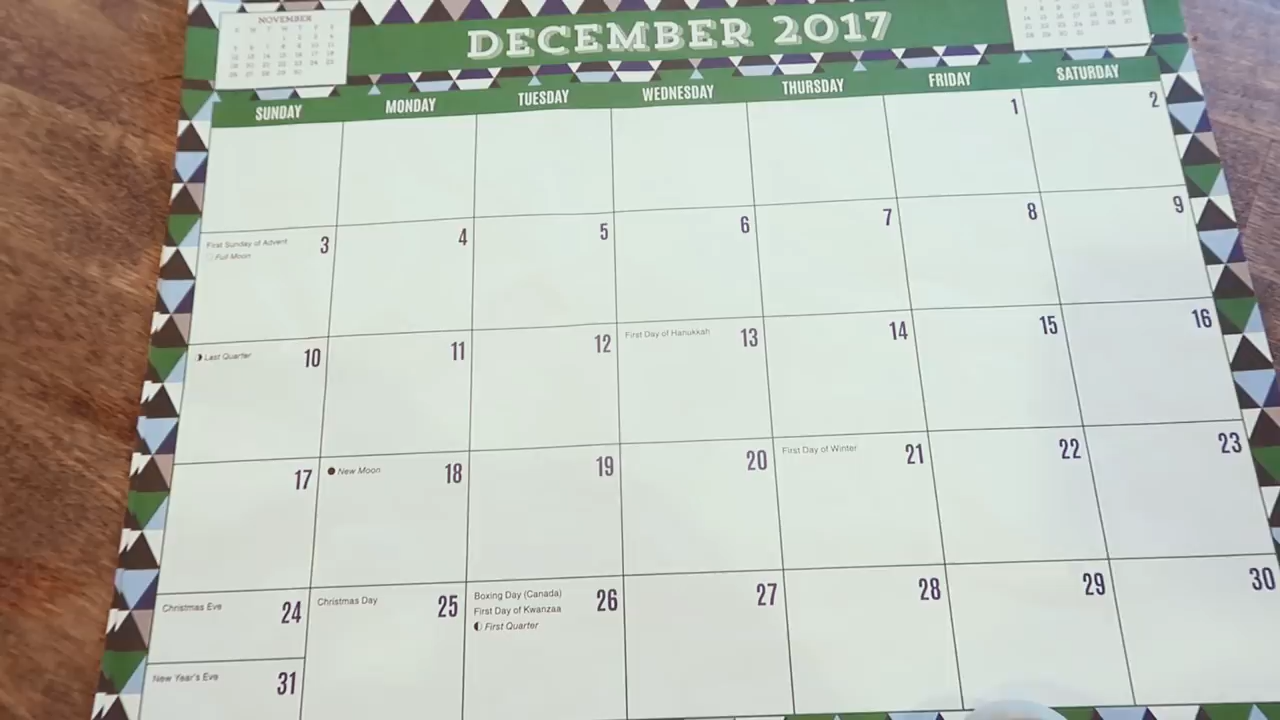 NOVEMBER
DECEMBER 2017
SUNDAY MONDAY TUESDAY WEDNESDAY THURSDAY FRIDAY SATURDAY
1 2
First Sunday of Advent 3 4 5 6 7 8 9
Full Moon
Last Quarter 10 11 12 First Day of Hanukkah 13 14 15 16
17 New Moon 18 19 20 First Day of Winter 21 22 23
Christmas Eve 24 Christmas Day 25 Boxing Day (Canada) 26 27 28 29 30
First Day of Kwanzaa
First Quarter
New Year's Eve 31